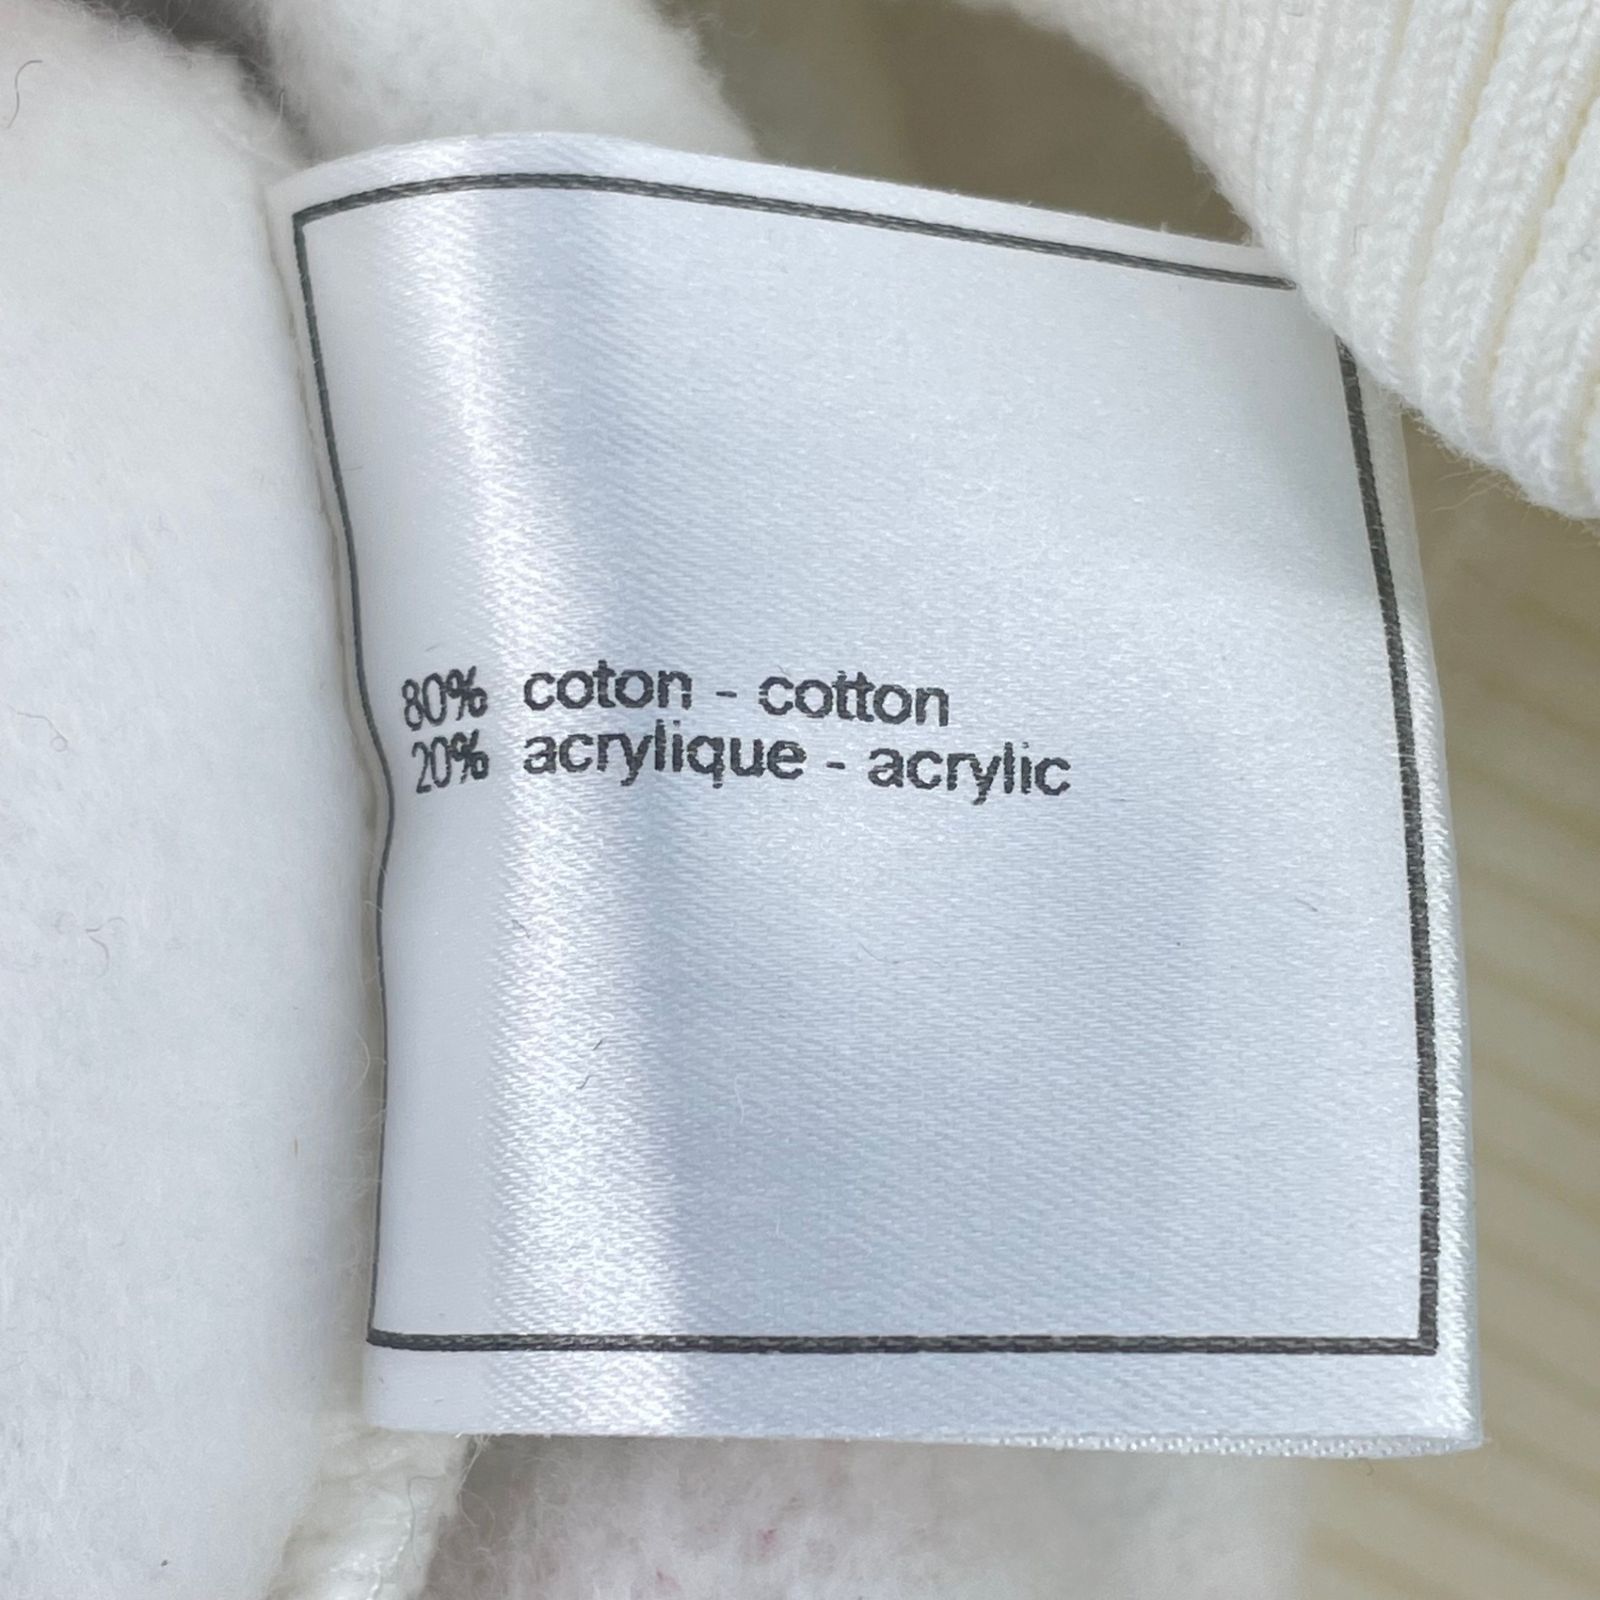 80% coton - cotton
20% acrylique - acrylic